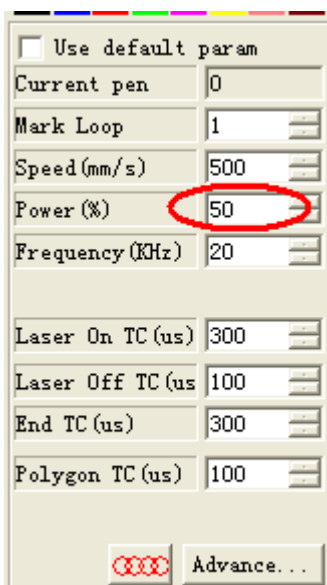 Use default param
Current pen 0
Mark Loop 1
Speed(mm/s) 500
Power(%) 50
Frequency(KHz) 20
Laser On TC(us) 300
Laser Off TC(us 100
End TC(us) 300
Polygon TC(us) 100
Advance...